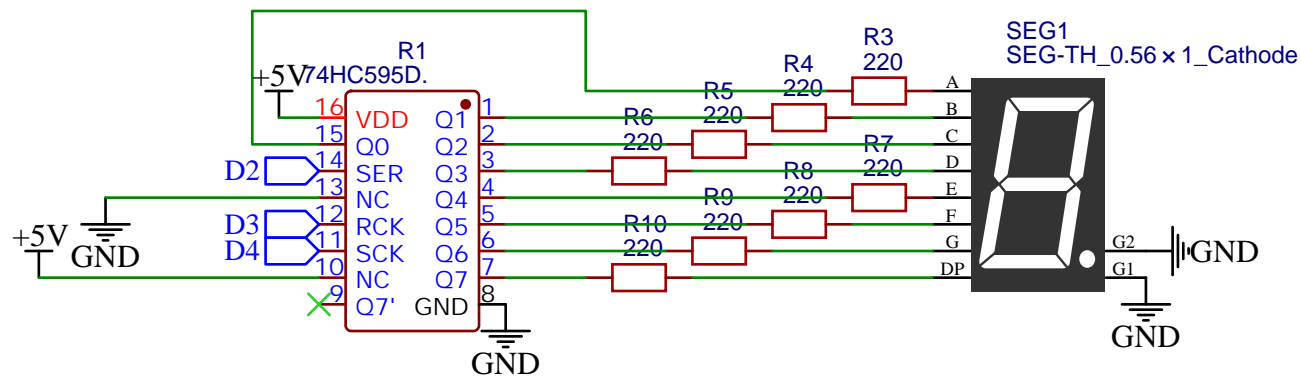 R1
74HC595D.
+5V
16
VDD
15
Q0
14
SER
13
NC
12
RCK
11
SCK
10
NC
9
Q7'
Q1
1
Q2
2
Q3
3
Q4
4
Q5
5
Q6
6
Q7
7
GND
8
D2
D3
D4
+5V
GND
GND
R3
220
R4
220
R5
220
R6
220
R7
220
R8
220
R9
220
R10
220
SEG1
SEG-TH_0.56×1_Cathode
A
B
C
D
E
F
G
DP
G2
G1
GND
GND